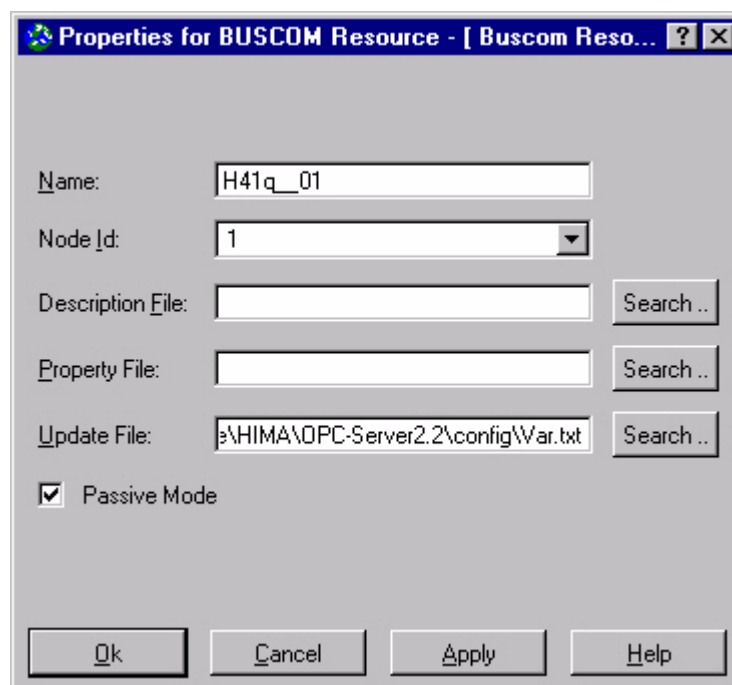 Properties for BUSCOM Resource - [ Buscom Reso... ?
Name: H41q__01
Node Id: 1
Description File: Search ..
Property File: Search ..
Update File: \HIMA\OPC-Server2.2\config\Var.txt Search ..
Passive Mode
Ok Cancel Apply Help